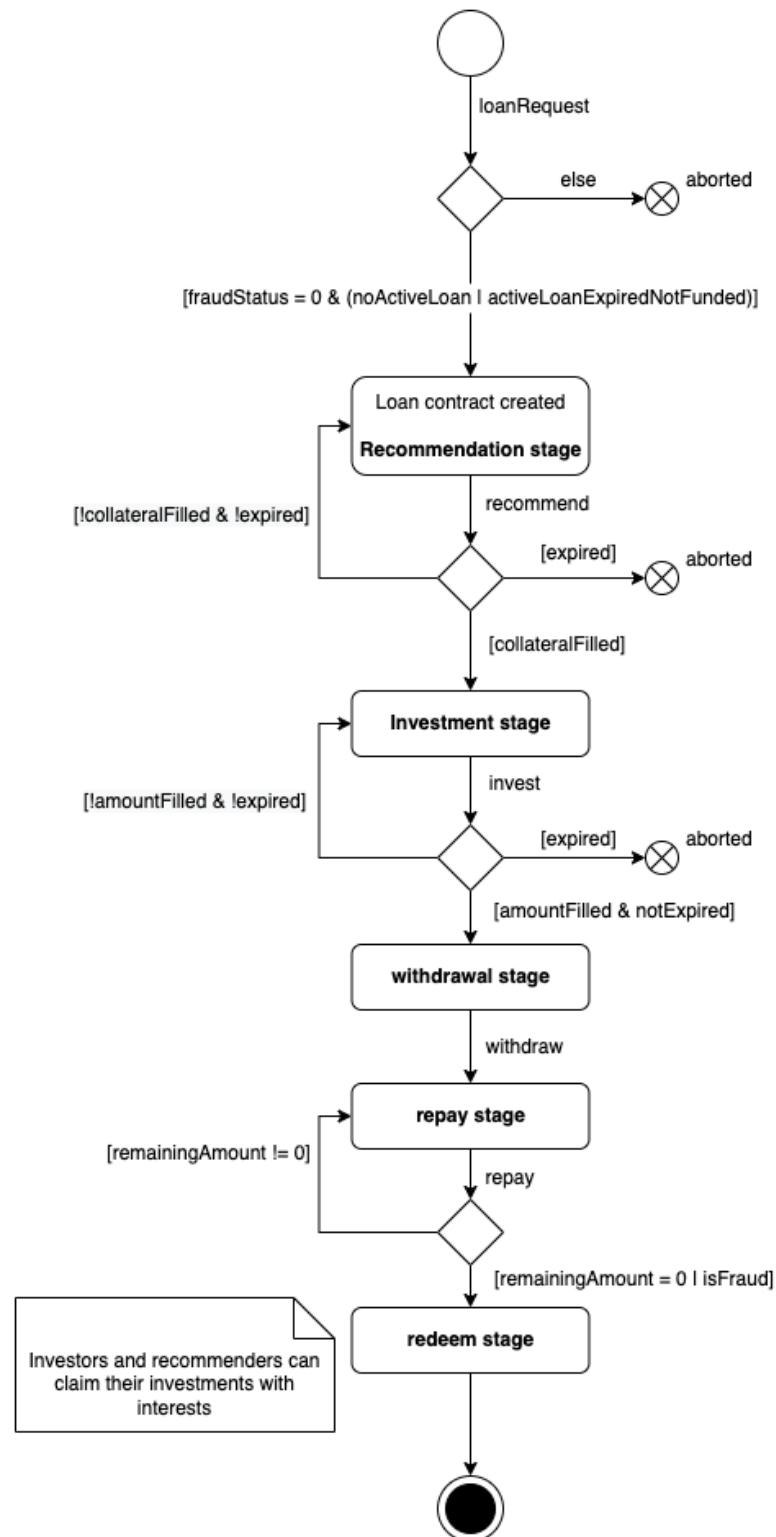 loanRequest
else
aborted
[fraudStatus = 0 & (noActiveLoan | activeLoanExpiredNotFunded)]
Loan contract created
Recommendation stage
[!collateralFilled & !expired]
recommend
[expired]
aborted
[collateralFilled]
Investment stage
[!amountFilled & !expired]
invest
[expired]
aborted
[amountFilled & notExpired]
withdrawal stage
withdraw
repay stage
[remainingAmount != 0]
repay
[remainingAmount = 0 | isFraud]
redeem stage
Investors and recommenders can
claim their investments with
interests